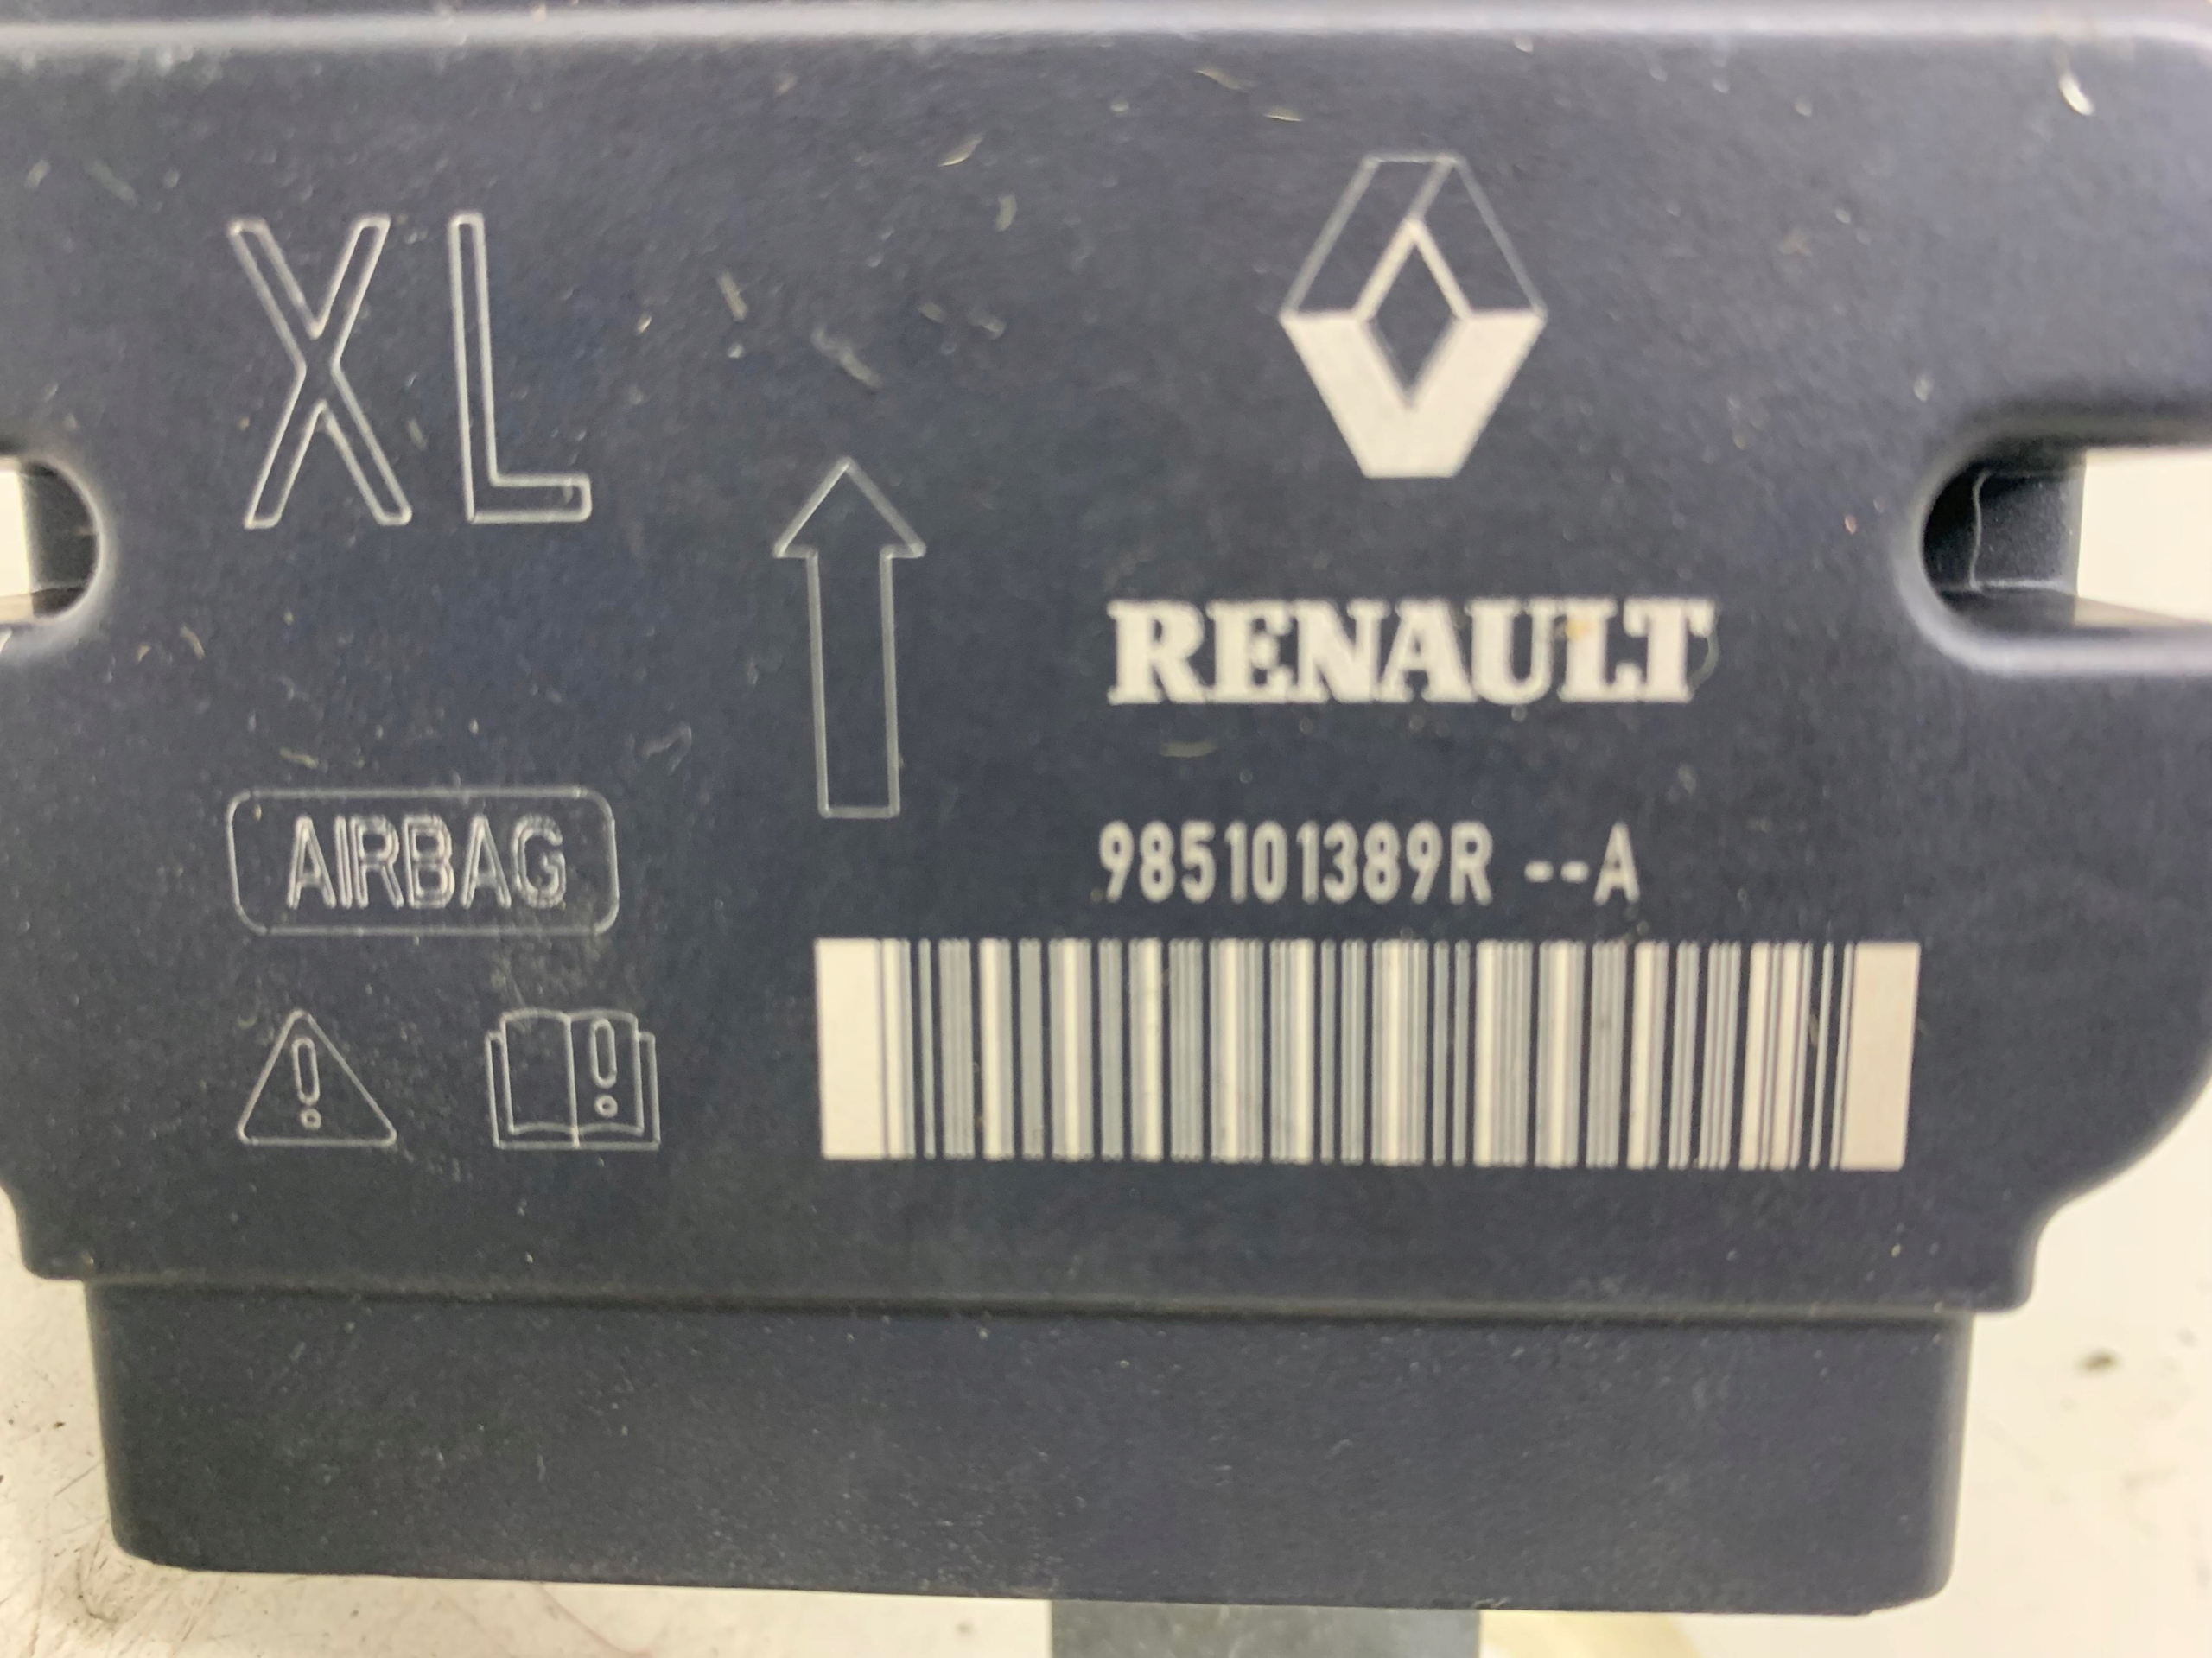 XL
RENAULT
AIRBAG
985101389R --A